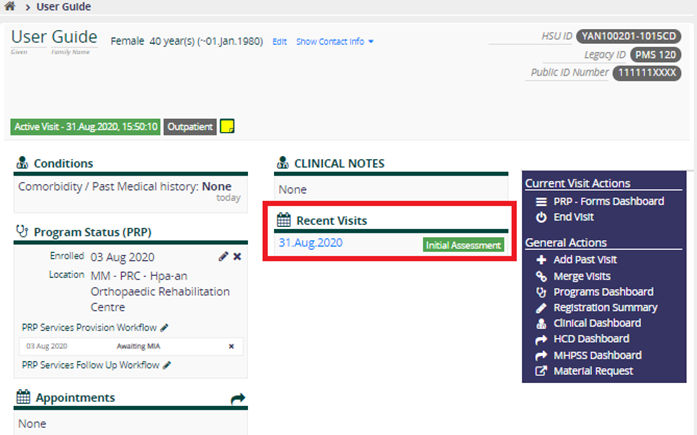 User Guide
User Guide
Given Family Name
Female 40 year(s) (~01.Jan.1980) Edit Show Contact Info
HSU ID YAN100201-1015CD
Legacy ID PMS 120
Public ID Number 111111XXXX
Active Visit - 31.Aug.2020, 15:50:10 Outpatient
Conditions
Comorbidity / Past Medical history: None
today
Program Status (PRP)
Enrolled 03 Aug 2020
Location MM - PRC - Hpa-an
Orthopaedic Rehabilitation
Centre
PRP Services Provision Workflow
03 Aug 2020 Awaiting MIA
PRP Services Follow Up Workflow
Appointments
None
CLINICAL NOTES
None
Recent Visits
31.Aug.2020 Initial Assessment
Current Visit Actions
PRP - Forms Dashboard
End Visit
General Actions
Add Past Visit
Merge Visits
Programs Dashboard
Registration Summary
Clinical Dashboard
HCD Dashboard
MHPSS Dashboard
Material Request